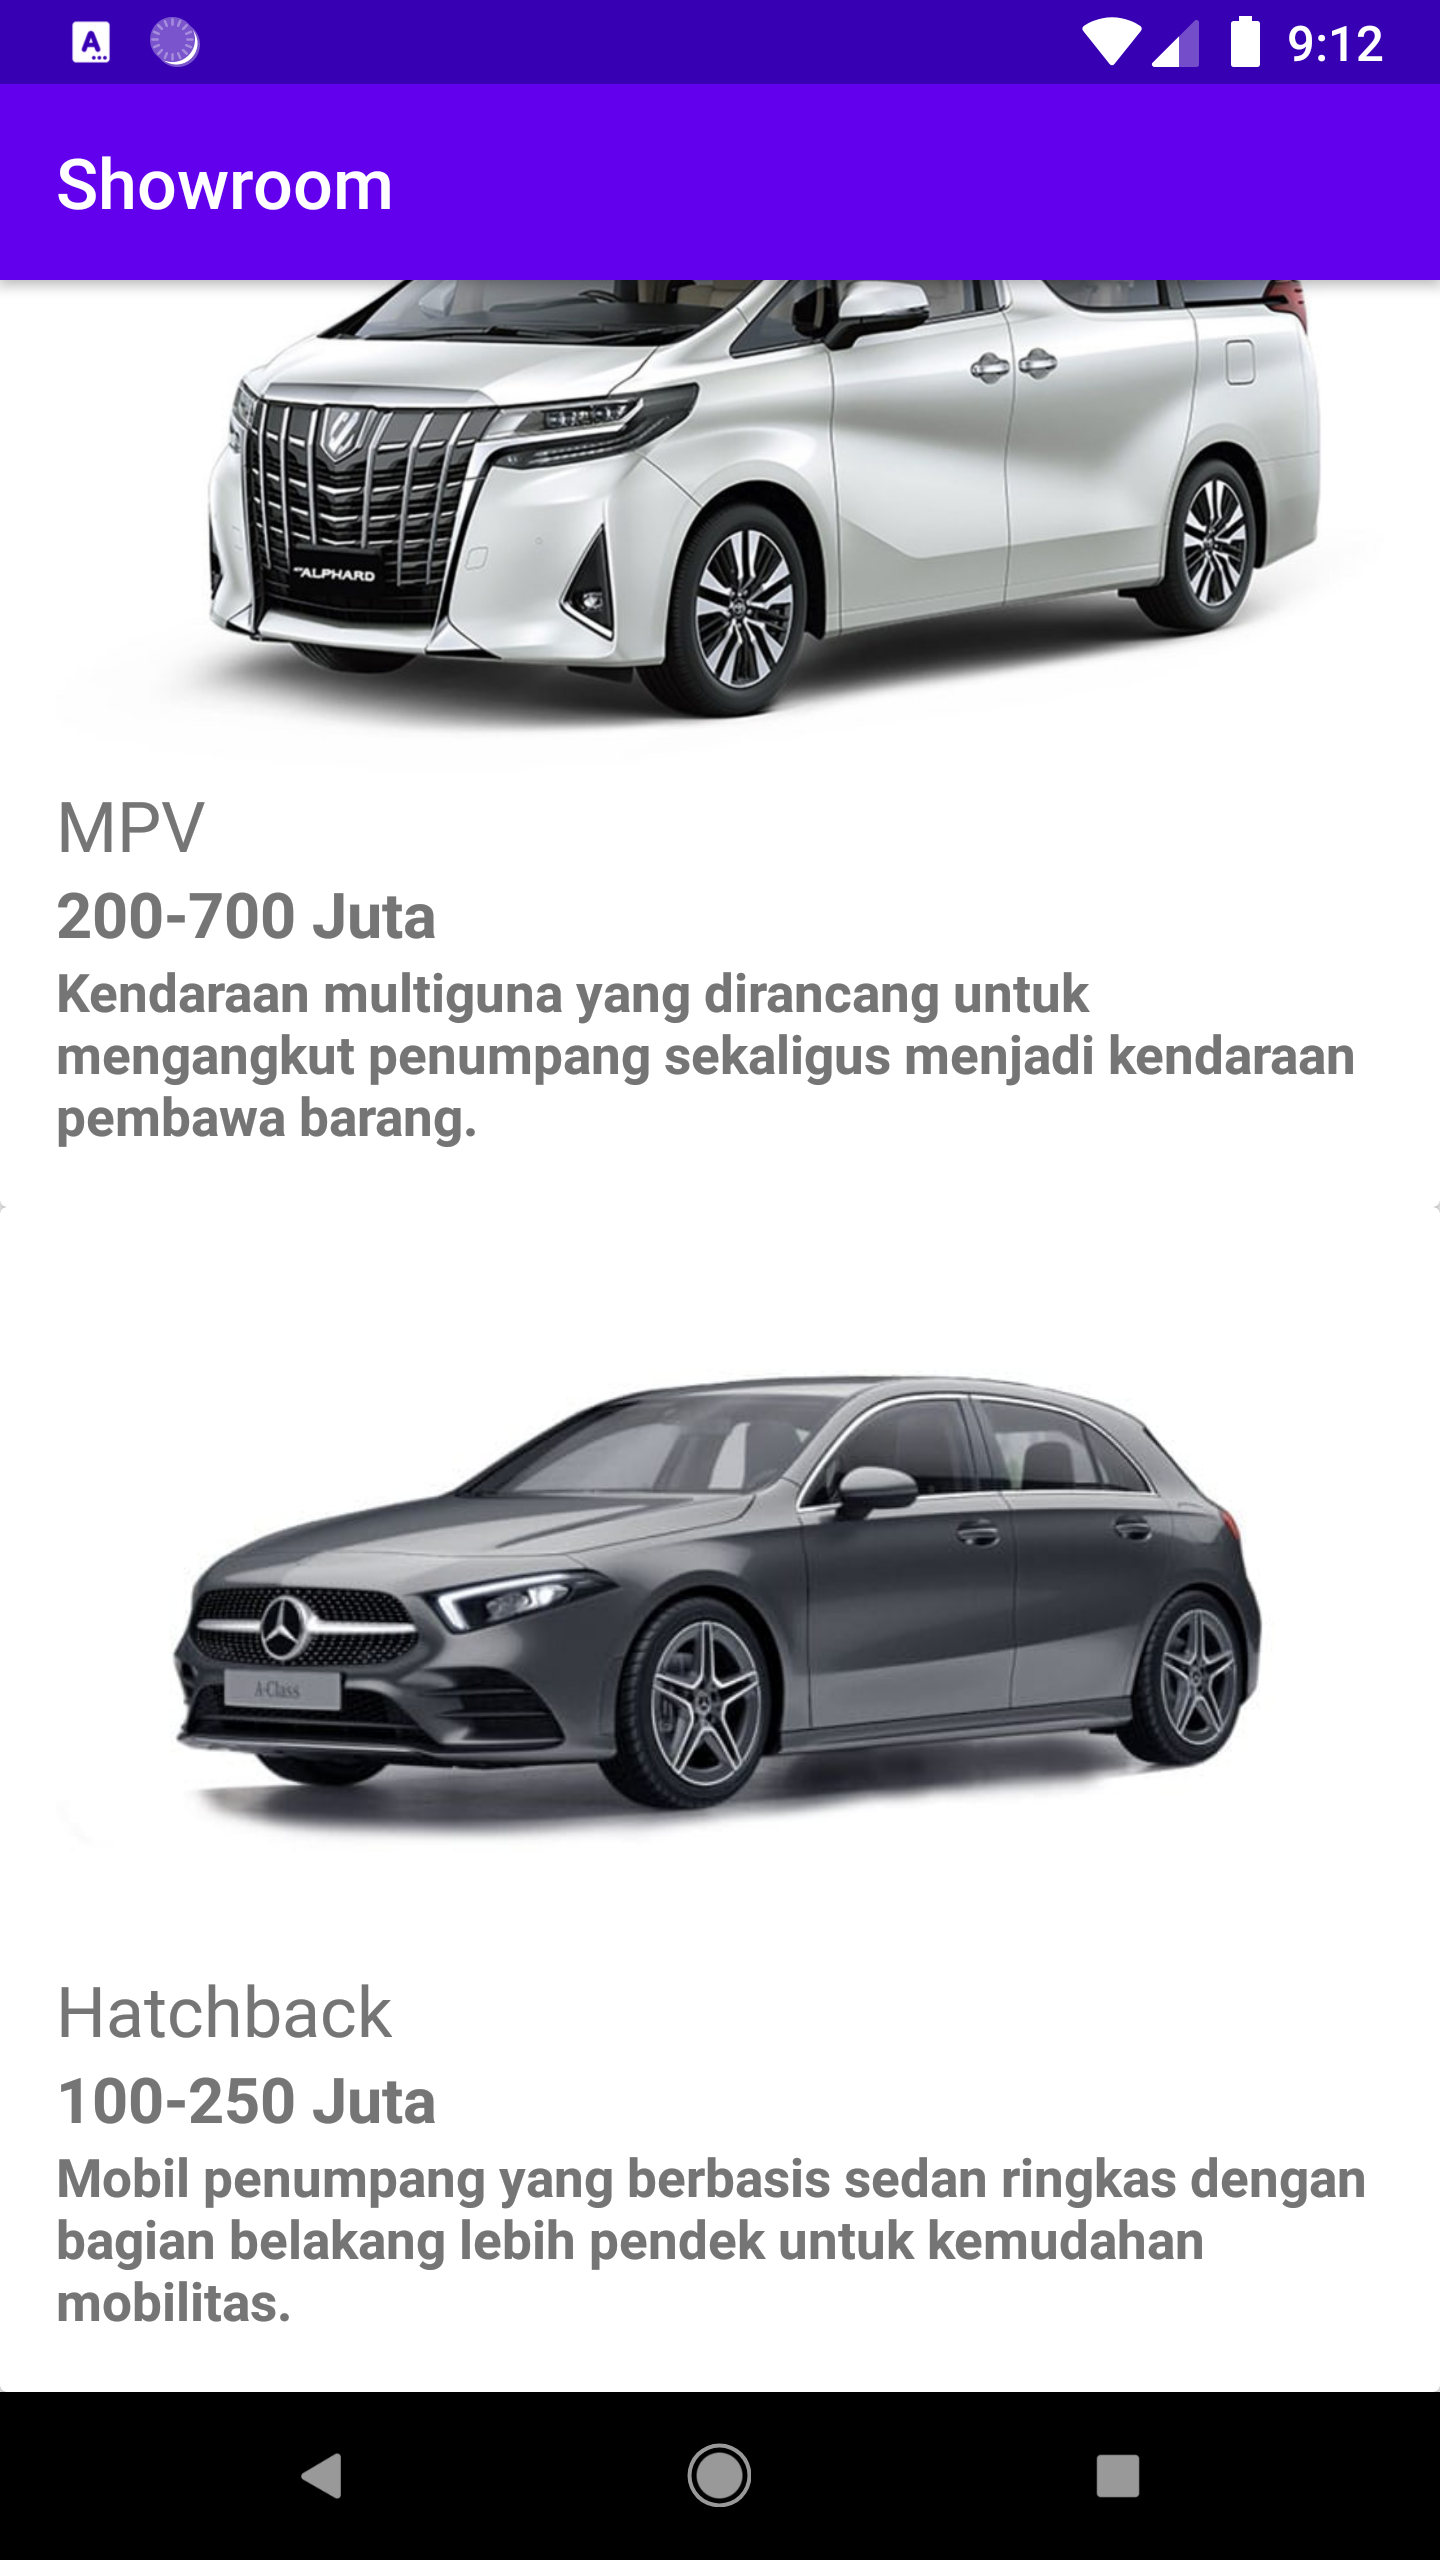 9:12
Showroom
ALPHARD
MPV
200-700 Juta
Kendaraan multiguna yang dirancang untuk
mengangkut penumpang sekaligus menjadi kendaraan
pembawa barang.
A-Class
Hatchback
100-250 Juta
Mobil penumpang yang berbasis sedan ringkas dengan
bagian belakang lebih pendek untuk kemudahan
mobilitas.